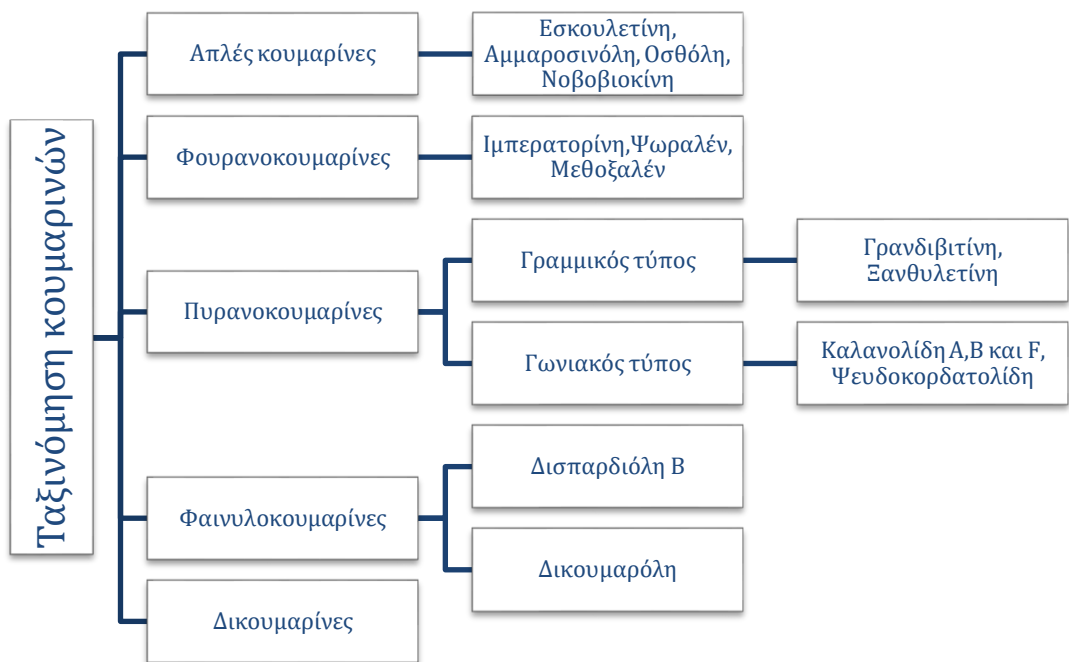 Ταξινόμηση κουμαρινών
Απλές κουμαρίνες
Εσκουλετίνη,
Αμμαροσινόλη, Οσθόλη,
Νοβοβιοκίνη
Φουρανοκουμαρίνες
Ιμπερατορίνη,Ψωραλέν,
Μεθοξαλέν
Πυρανοκουμαρίνες
Γραμμικός τύπος
Γρανδιβιτίνη,
Ξανθυλετίνη
Γωνιακός τύπος
Καλανολίδη A,B και F,
Ψευδοκορδατολίδη
Φαινυλοκουμαρίνες
Δισπαρδιόλη B
Δικουμαρόλη
Δικουμαρίνες